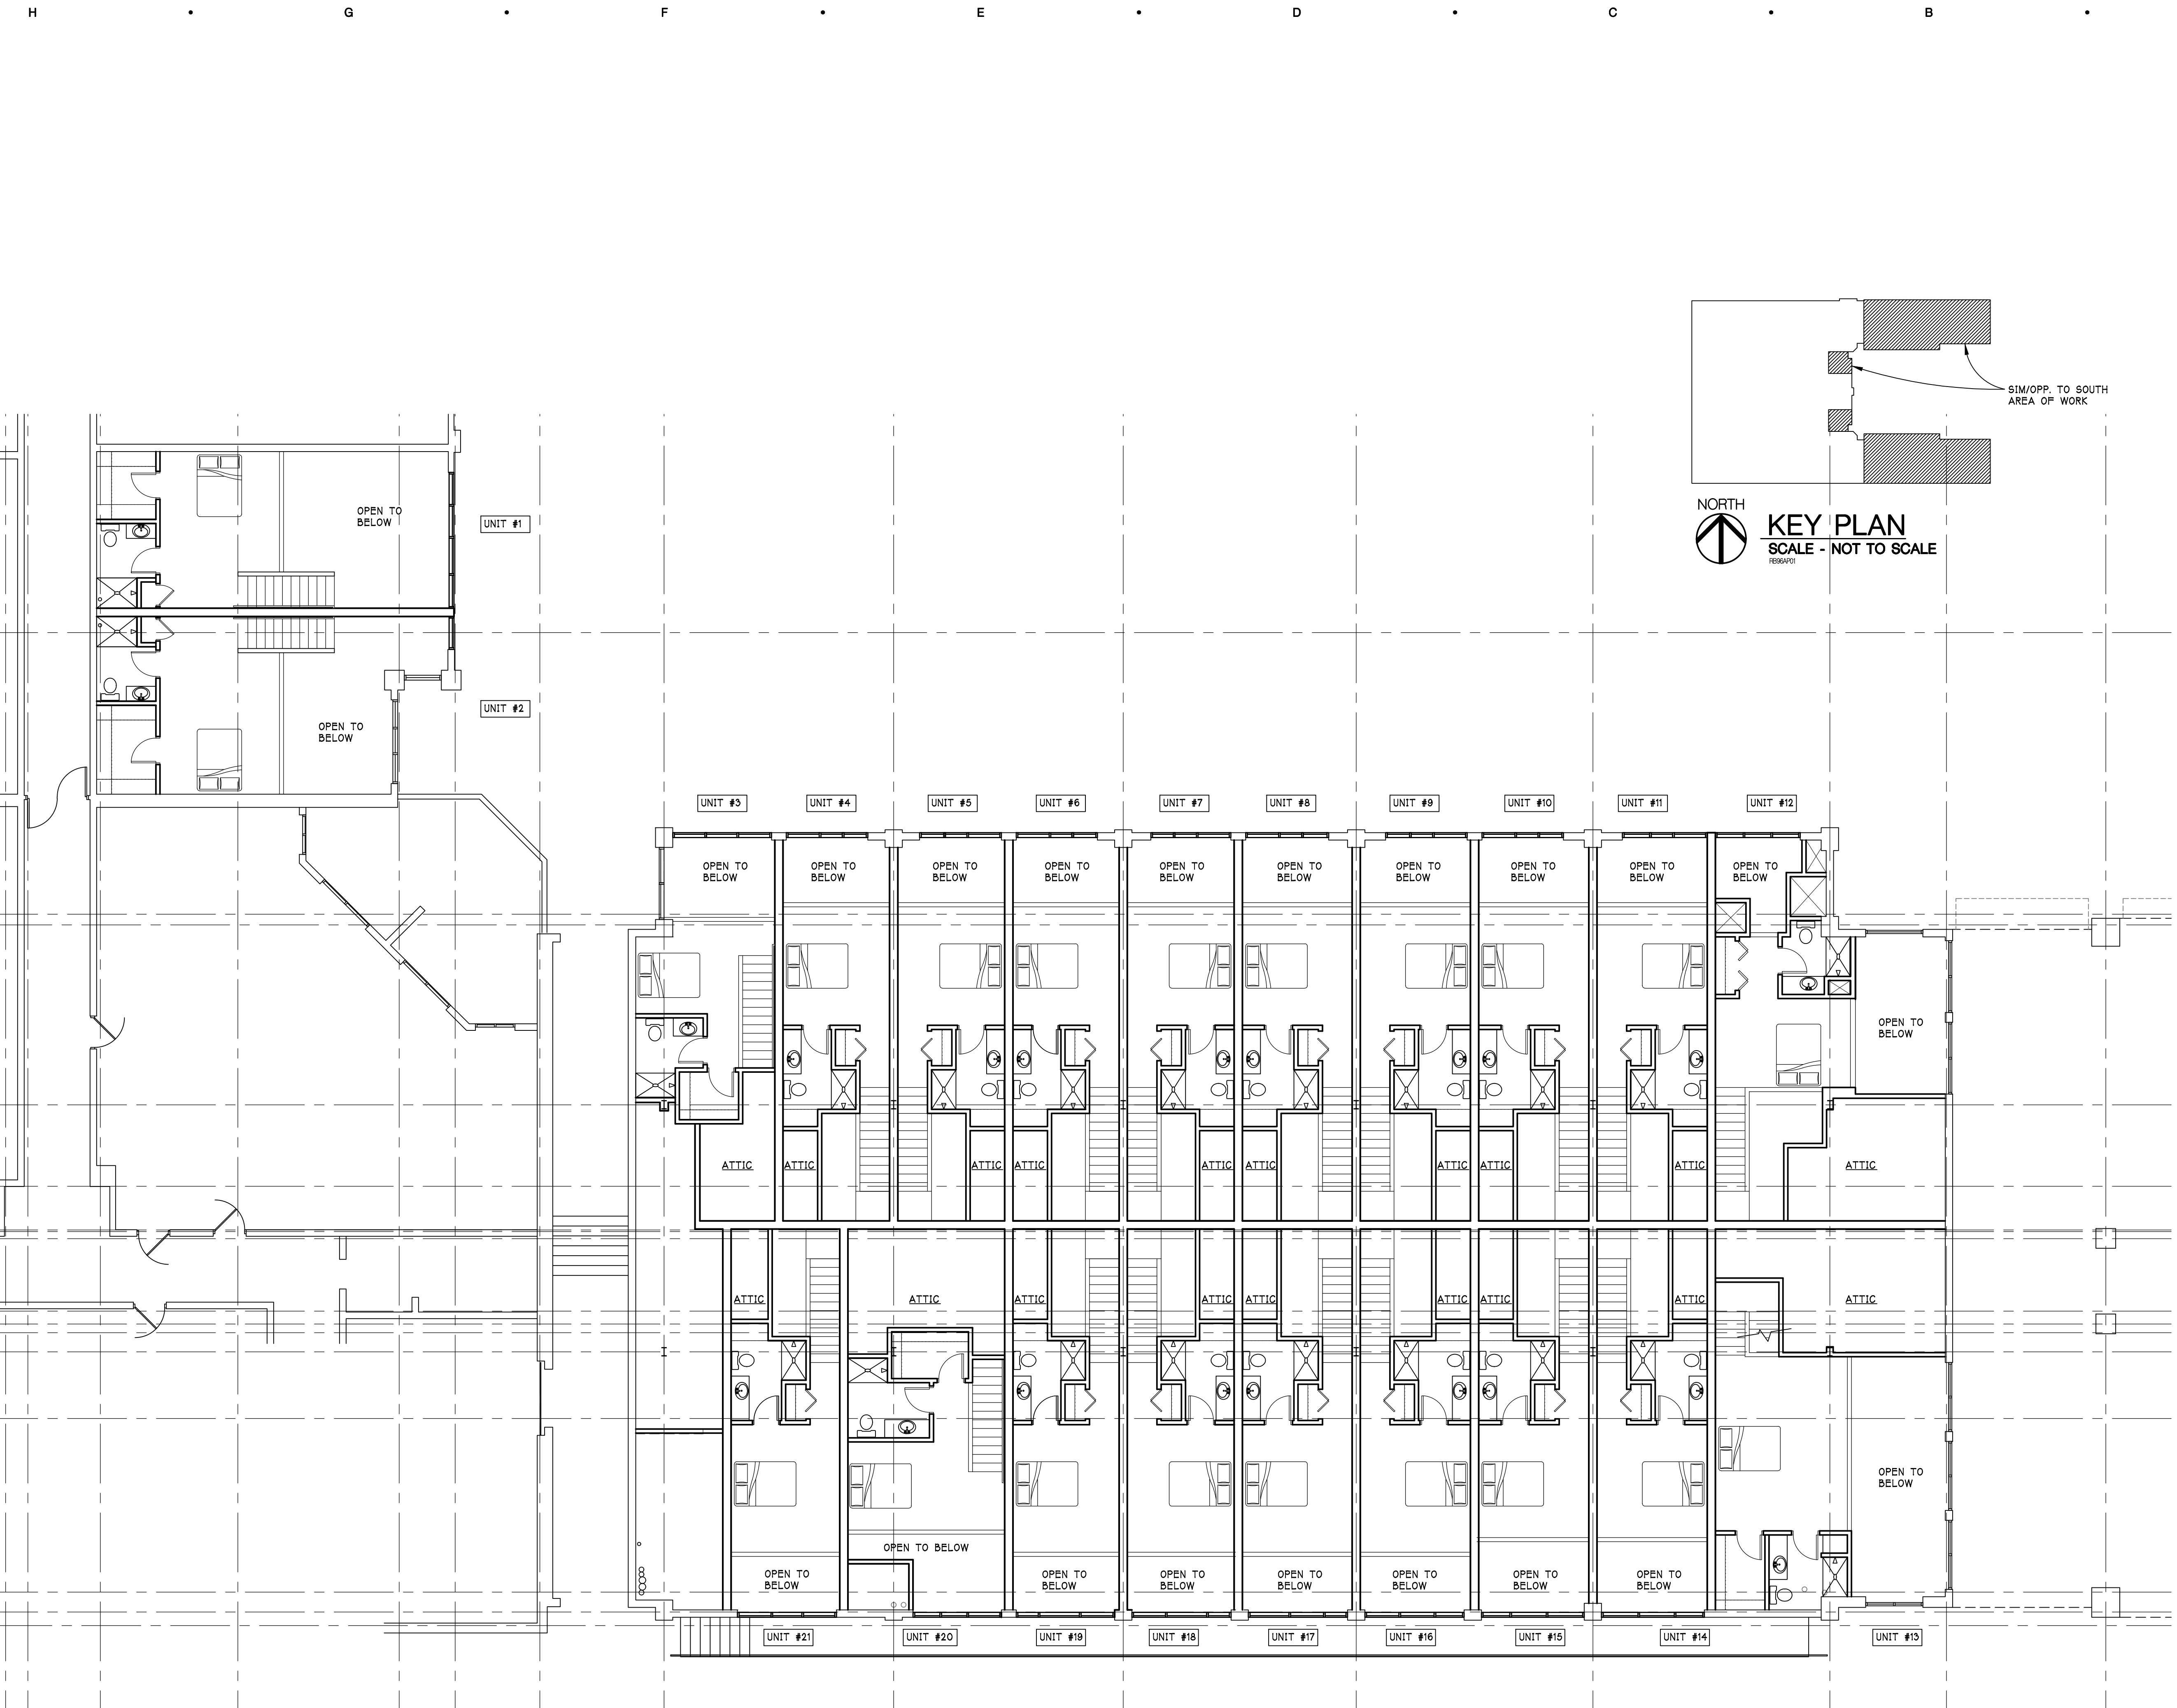 H G F E D C B
SIM/OPP. TO SOUTH
AREA OF WORK
NORTH
KEY PLAN
SCALE - NOT TO SCALE
RB96AP01
OPEN TO
BELOW
UNIT #1
UNIT #2
OPEN TO
BELOW
UNIT #3 UNIT #4 UNIT #5 UNIT #6 UNIT #7 UNIT #8 UNIT #9 UNIT #10 UNIT #11 UNIT #12
OPEN TO OPEN TO OPEN TO OPEN TO OPEN TO OPEN TO OPEN TO OPEN TO OPEN TO OPEN TO
BELOW BELOW BELOW BELOW BELOW BELOW BELOW BELOW BELOW BELOW
OPEN TO
BELOW
ATTIC ATTIC ATTIC ATTIC ATTIC ATTIC ATTIC ATTIC ATTIC ATTIC
ATTIC ATTIC ATTIC ATTIC ATTIC ATTIC ATTIC ATTIC ATTIC
OPEN TO
BELOW
OPEN TO BELOW
OPEN TO OPEN TO OPEN TO OPEN TO OPEN TO OPEN TO OPEN TO
BELOW BELOW BELOW BELOW BELOW BELOW BELOW
UNIT #21 UNIT #20 UNIT #19 UNIT #18 UNIT #17 UNIT #16 UNIT #15 UNIT #14 UNIT #13